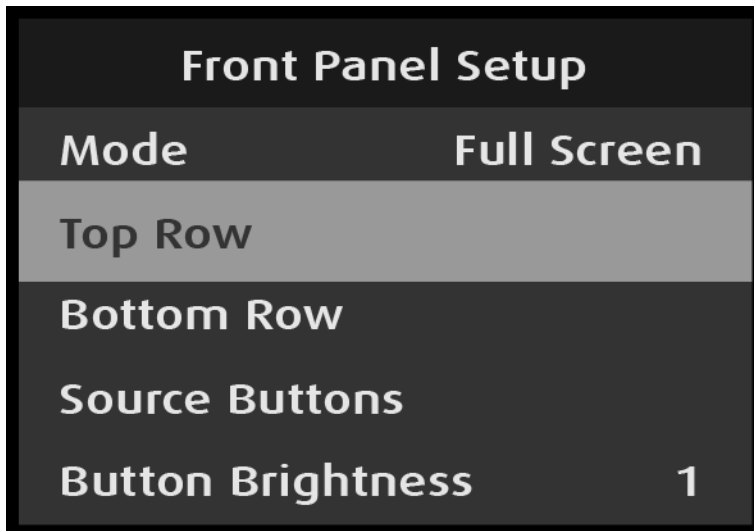 Front Panel Setup
Mode Full Screen
Top Row
Bottom Row
Source Buttons
Button Brightness 1